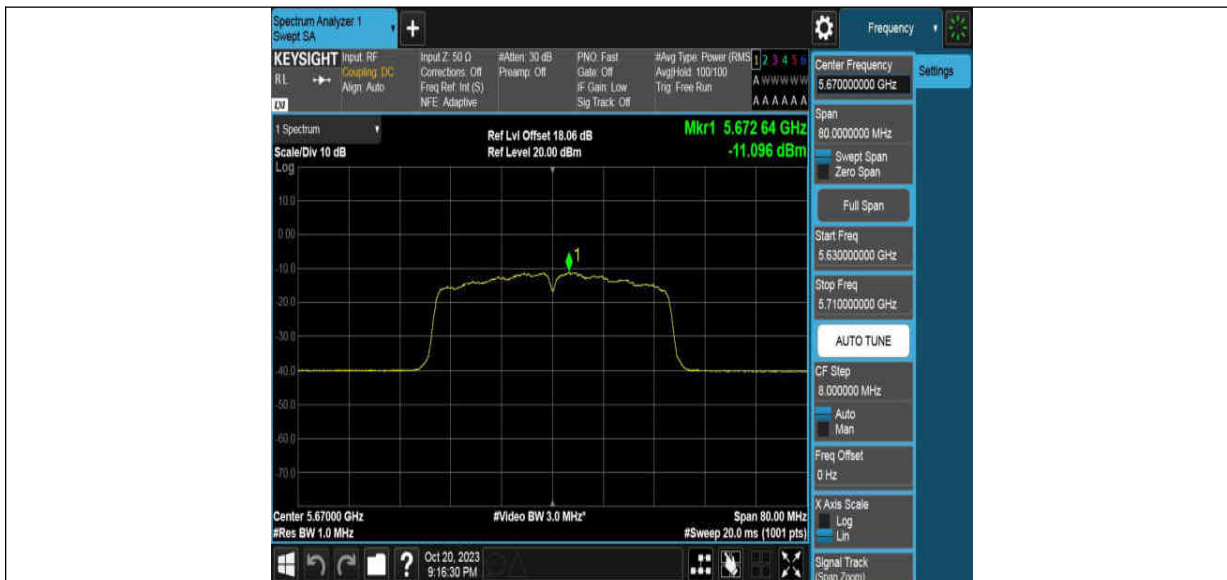 Spectrum Analyzer 1
Swept SA
Frequency
KEYSIGHT
RL
LXI
Input: RF
Coupling: DC
Align: Auto
Input Z: 50 Ω
Corrections: Off
Freq Ref: Int (S)
NFE: Adaptive
#Atten: 30 dB
Preamp: Off
PNO: Fast
Gate: Off
IF Gain: Low
Sig Track: Off
#Avg Type: Power (RMS
Avg|Hold: 100/100
Trig: Free Run
1 2 3 4 5 6
A W W W W W
A A A A A A
1 Spectrum
Scale/Div 10 dB
Log
Ref Lvl Offset 18.06 dB
Ref Level 20.00 dBm
Mkr1 5.672 64 GHz
-11.096 dBm
10.0
0.00
-10.0
-20.0
-30.0
-40.0
-50.0
-60.0
-70.0
1
Center 5.67000 GHz
#Res BW 1.0 MHz
#Video BW 3.0 MHz*
Span 80.00 MHz
#Sweep 20.0 ms (1001 pts)
Center Frequency
5.670000000 GHz
Settings
Span
80.0000000 MHz
Swept Span
Zero Span
Full Span
Start Freq
5.630000000 GHz
Stop Freq
5.710000000 GHz
AUTO TUNE
CF Step
8.000000 MHz
Auto
Man
Freq Offset
0 Hz
X Axis Scale
Log
Lin
Signal Track
(Span Zoom)
?
Oct 20, 2023
9:16:30 PM